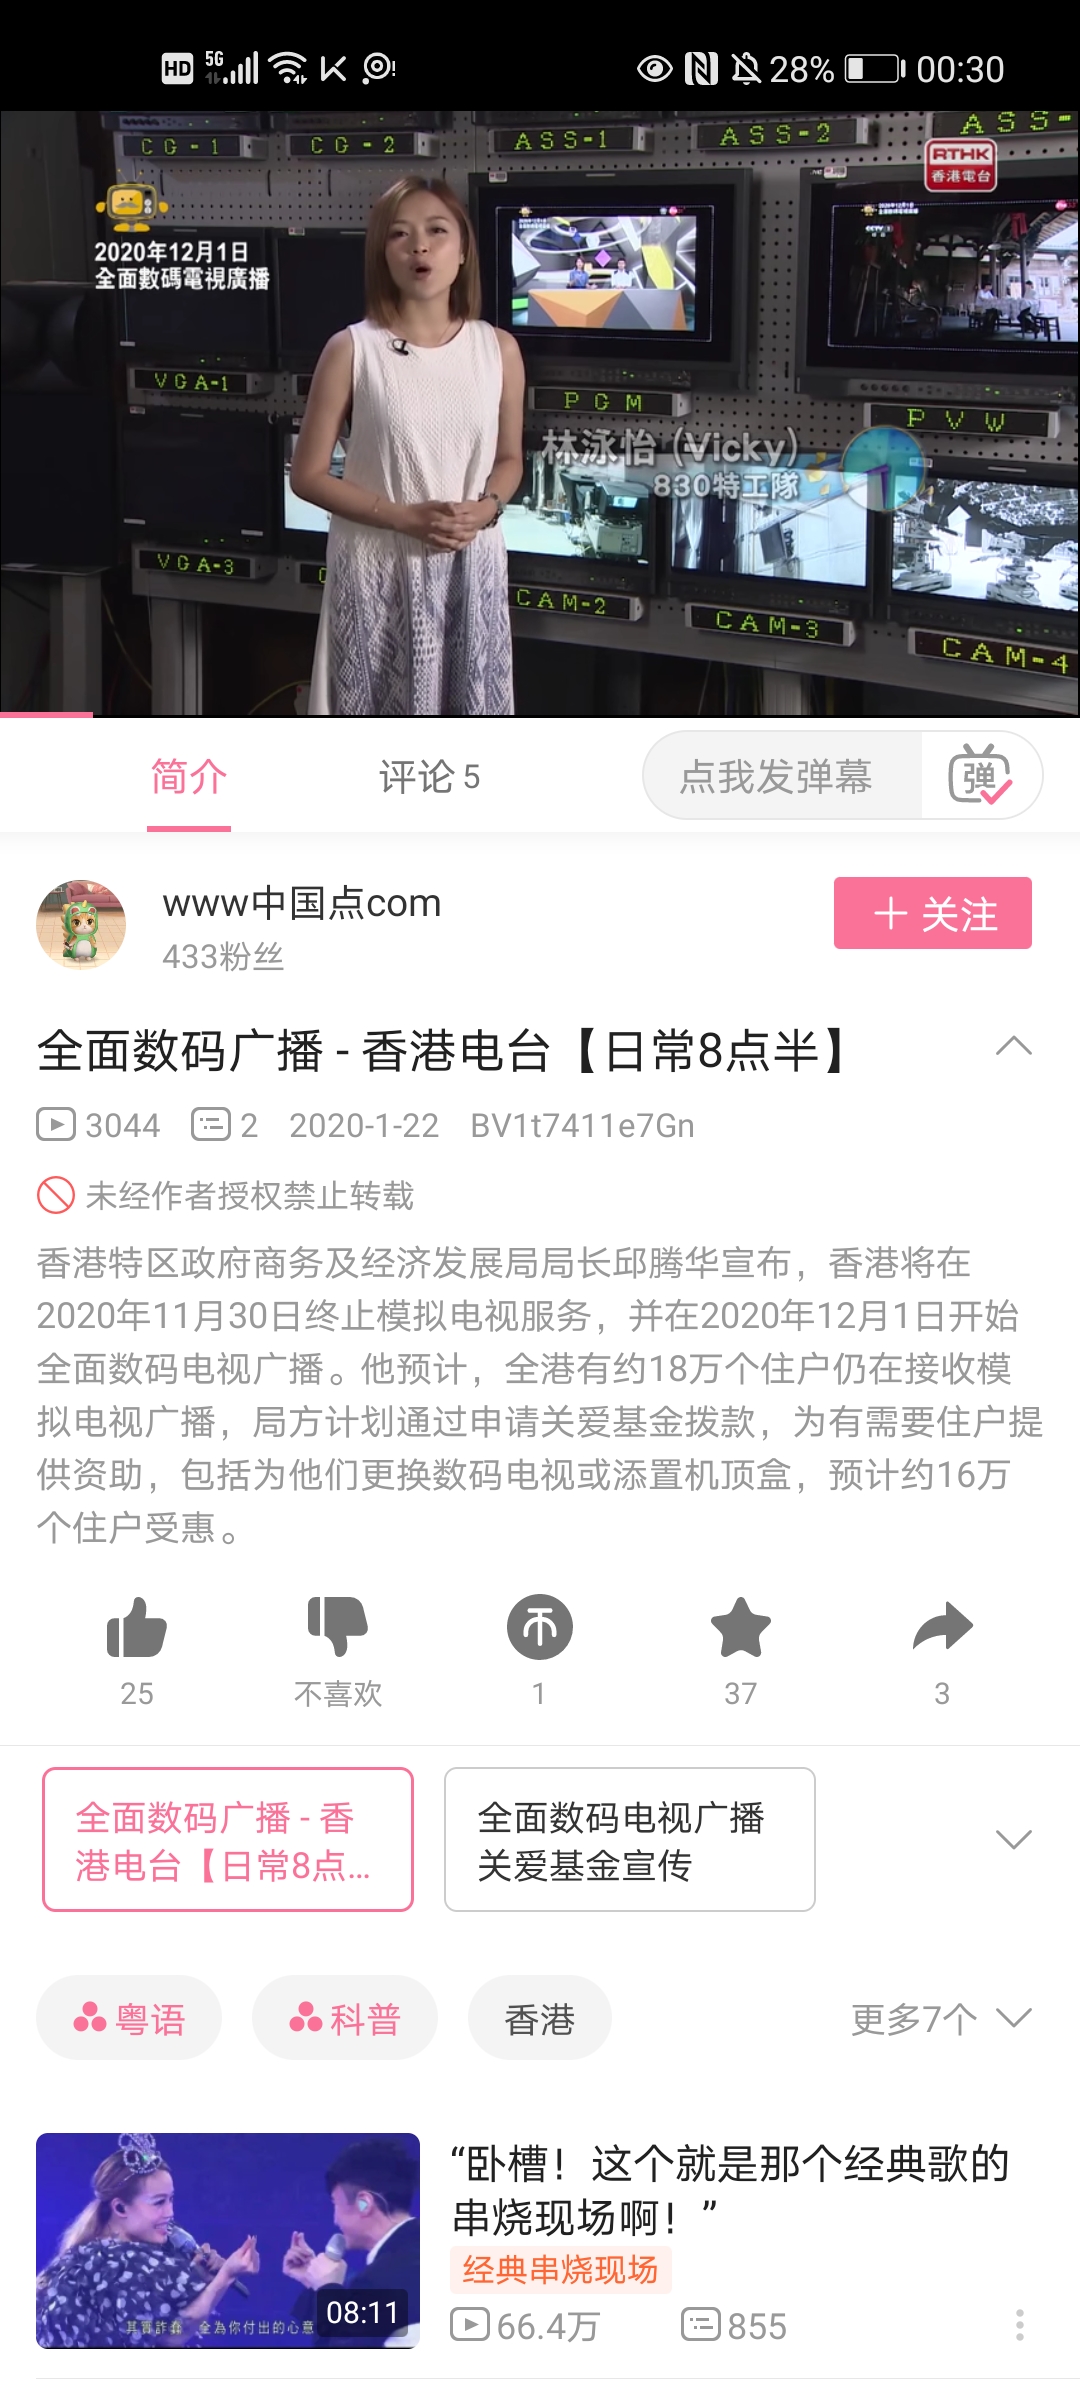 HD 5G 28% 00:30
CG-1
CG-2
ASS-1
ASS-2
ASS-
RTHK
香港電台
2020年12月1日
全面數碼電視廣播
VGA-1
PGM
PVW
林泳怡 (Vicky)
830特工隊
VGA-3
CAM-2
CAM-3
CAM-4
简介
评论 5
点我发弹幕
弹
www中国点com
433粉丝
关注
全面数码广播 - 香港电台【日常8点半】
3044 2 2020-1-22 BV1t7411e7Gn
未经作者授权禁止转载
香港特区政府商务及经济发展局局长邱腾华宣布，香港将在
2020年11月30日终止模拟电视服务，并在2020年12月1日开始
全面数码电视广播。他预计，全港有约18万个住户仍在接收模
拟电视广播，局方计划通过申请关爱基金拨款，为有需要住户提
供资助，包括为他们更换数码电视或添置机顶盒，预计约16万
个住户受惠。
25 不喜欢 1 37 3
全面数码广播 - 香
港电台【日常8点...
全面数码电视广播
关爱基金宣传
粤语 科普 香港 更多7个
“卧槽！这个就是那个经典歌的
串烧现场啊！”
经典串烧现场
66.4万 855
全為你付出的心意
08:11